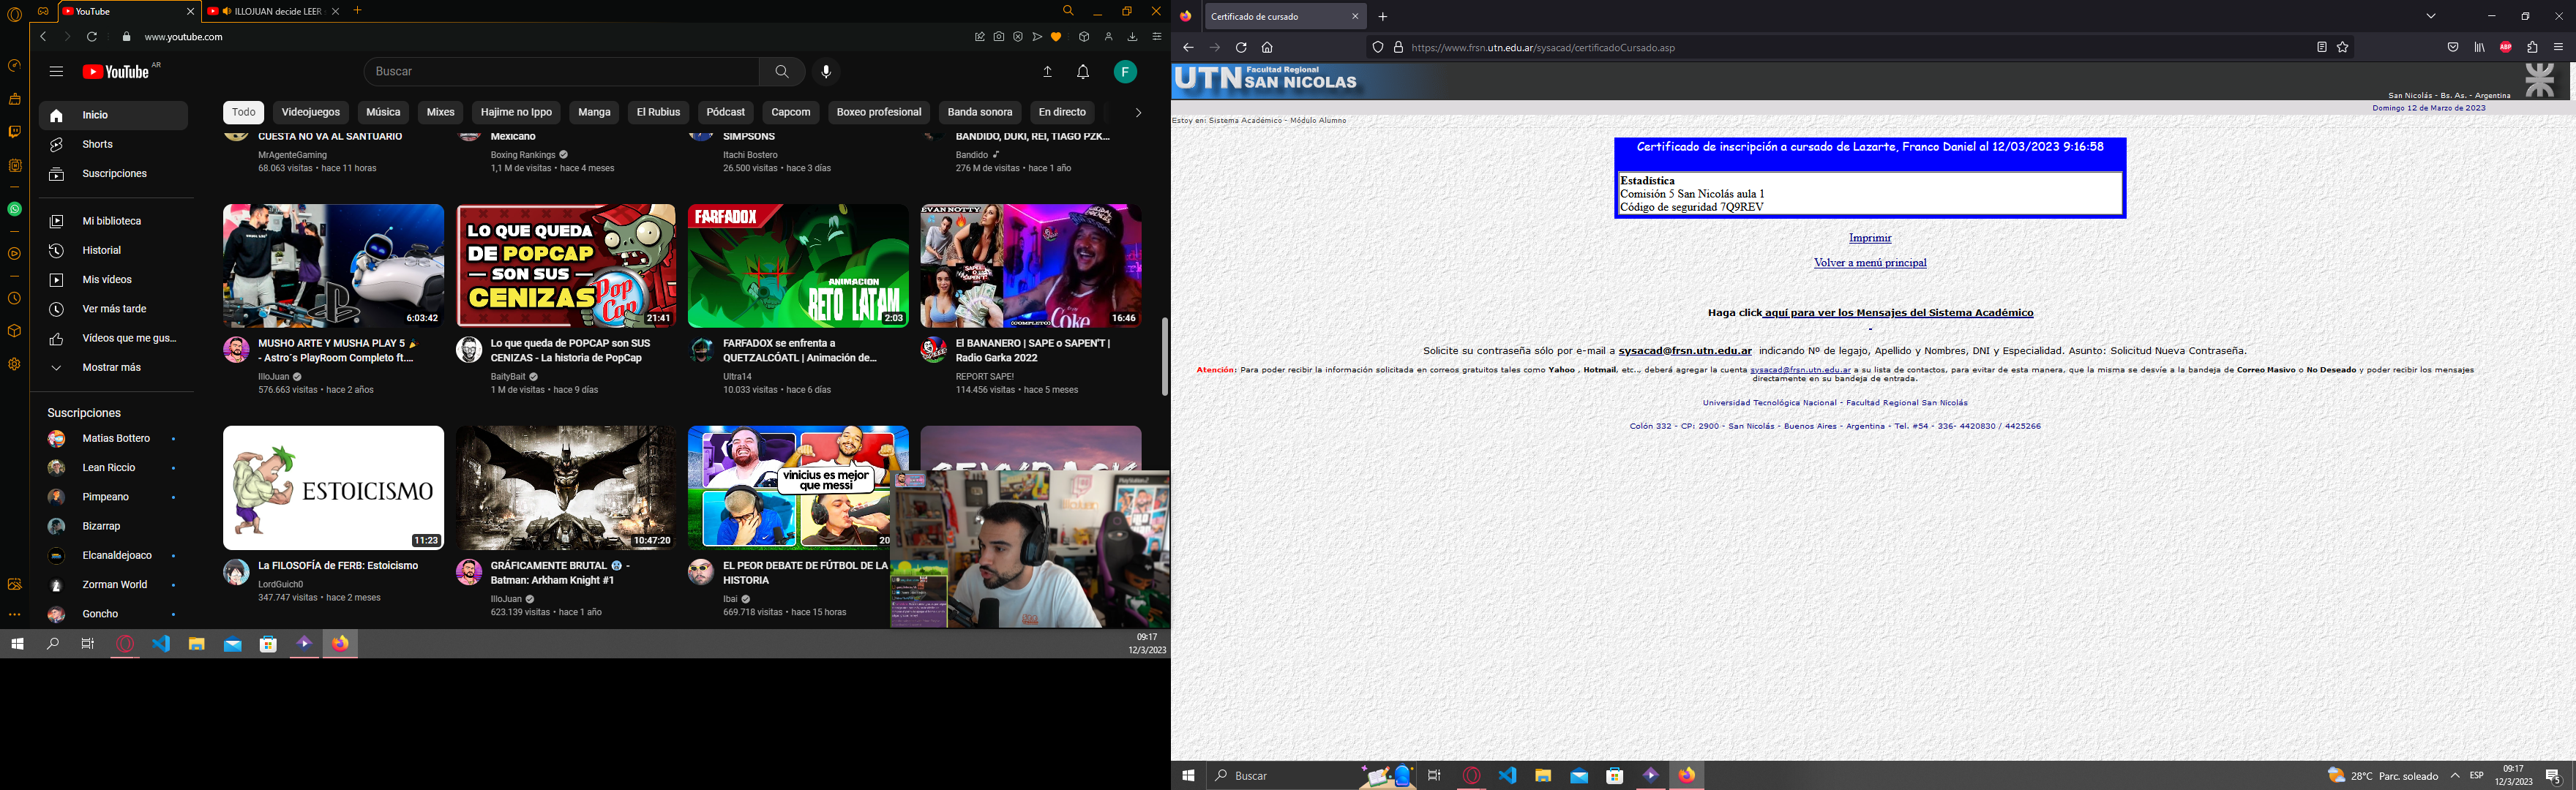 YouTube
ILLOJUAN decide LEER
www.youtube.com
YouTube AR
Buscar
F
Inicio
Shorts
Suscripciones
Mi biblioteca
Historial
Mis vídeos
Ver más tarde
Vídeos que me gus...
Mostrar más
Suscripciones
Matias Bottero
Lean Riccio
Pimpeano
Bizarrap
Elcanaldejoaco
Zorman World
Goncho
Todo
Videojuegos
Música
Mixes
Hajime no Ippo
Manga
El Rubius
Pódcast
Capcom
Boxeo profesional
Banda sonora
En directo
CUESTA NO VA AL SANTUARIO
MrAgenteGaming
68.063 visitas • hace 11 horas
Mexicano
Boxing Rankings
1,1 M de visitas • hace 4 meses
SIMPSONS
Itachi Bostero
26.500 visitas • hace 3 días
BANDIDO, DUKI, REI, TIAGO PZK...
Bandido
276 M de visitas • hace 1 año
6:03:42
MUSHO ARTE Y MUSHA PLAY 5
- Astro´s PlayRoom Completo ft....
IlloJuan
576.663 visitas • hace 2 años
LO QUE QUEDA
DE POPCAP
— SON SUS —
CENIZAS
PopCap
21:41
Lo que queda de POPCAP son SUS
CENIZAS - La historia de PopCap
BaityBait
1 M de visitas • hace 9 días
FARFADOX
ANIMACION
RETO LATAM
2:03
FARFADOX se enfrenta a
QUETZALCÓATL | Animación de...
Ultra14
10.033 visitas • hace 6 días
EVAN NOTTY
(COMPLETO)
Coke
16:46
El BANANERO | SAPE o SAPEN'T |
Radio Garka 2022
REPORT SAPE!
114.456 visitas • hace 5 meses
ESTOICISMO
11:23
La FILOSOFÍA de FERB: Estoicismo
LordGuich0
347.747 visitas • hace 2 meses
10:47:20
GRÁFICAMENTE BRUTAL -
Batman: Arkham Knight #1
IlloJuan
623.139 visitas • hace 1 año
vinicius es mejor
que messi
20
EL PEOR DEBATE DE FÚTBOL DE LA
HISTORIA
Ibai
669.718 visitas • hace 15 horas
09:17
12/3/2023
Certificado de cursado
https://www.frsn.utn.edu.ar/sysacad/certificadoCursado.asp
ABP
UTN Facultad Regional
SAN NICOLAS
San Nicolás - Bs. As. - Argentina
Domingo 12 de Marzo de 2023
Estoy en: Sistema Académico - Módulo Alumno
Certificado de inscripción a cursado de Lazarte, Franco Daniel al 12/03/2023 9:16:58
Estadística
Comisión 5 San Nicolás aula 1
Código de seguridad 7Q9REV
Imprimir
Volver a menú principal
Haga click aquí para ver los Mensajes del Sistema Académico
-
Solicite su contraseña sólo por e-mail a sysacad@frsn.utn.edu.ar indicando Nº de legajo, Apellido y Nombres, DNI y Especialidad. Asunto: Solicitud Nueva Contraseña.
Atención: Para poder recibir la información solicitada en correos gratuitos tales como Yahoo , Hotmail, etc.., deberá agregar la cuenta sysacad@frsn.utn.edu.ar a su lista de contactos, para evitar de esta manera, que la misma se desvíe a la bandeja de Correo Masivo o No Deseado y poder recibir los mensajes
directamente en su bandeja de entrada.
Universidad Tecnológica Nacional - Facultad Regional San Nicolás
Colón 332 - CP: 2900 - San Nicolás - Buenos Aires - Argentina - Tel. #54 - 336- 4420830 / 4425266
Buscar
28°C Parc. soleado
ESP
09:17
12/3/2023
5